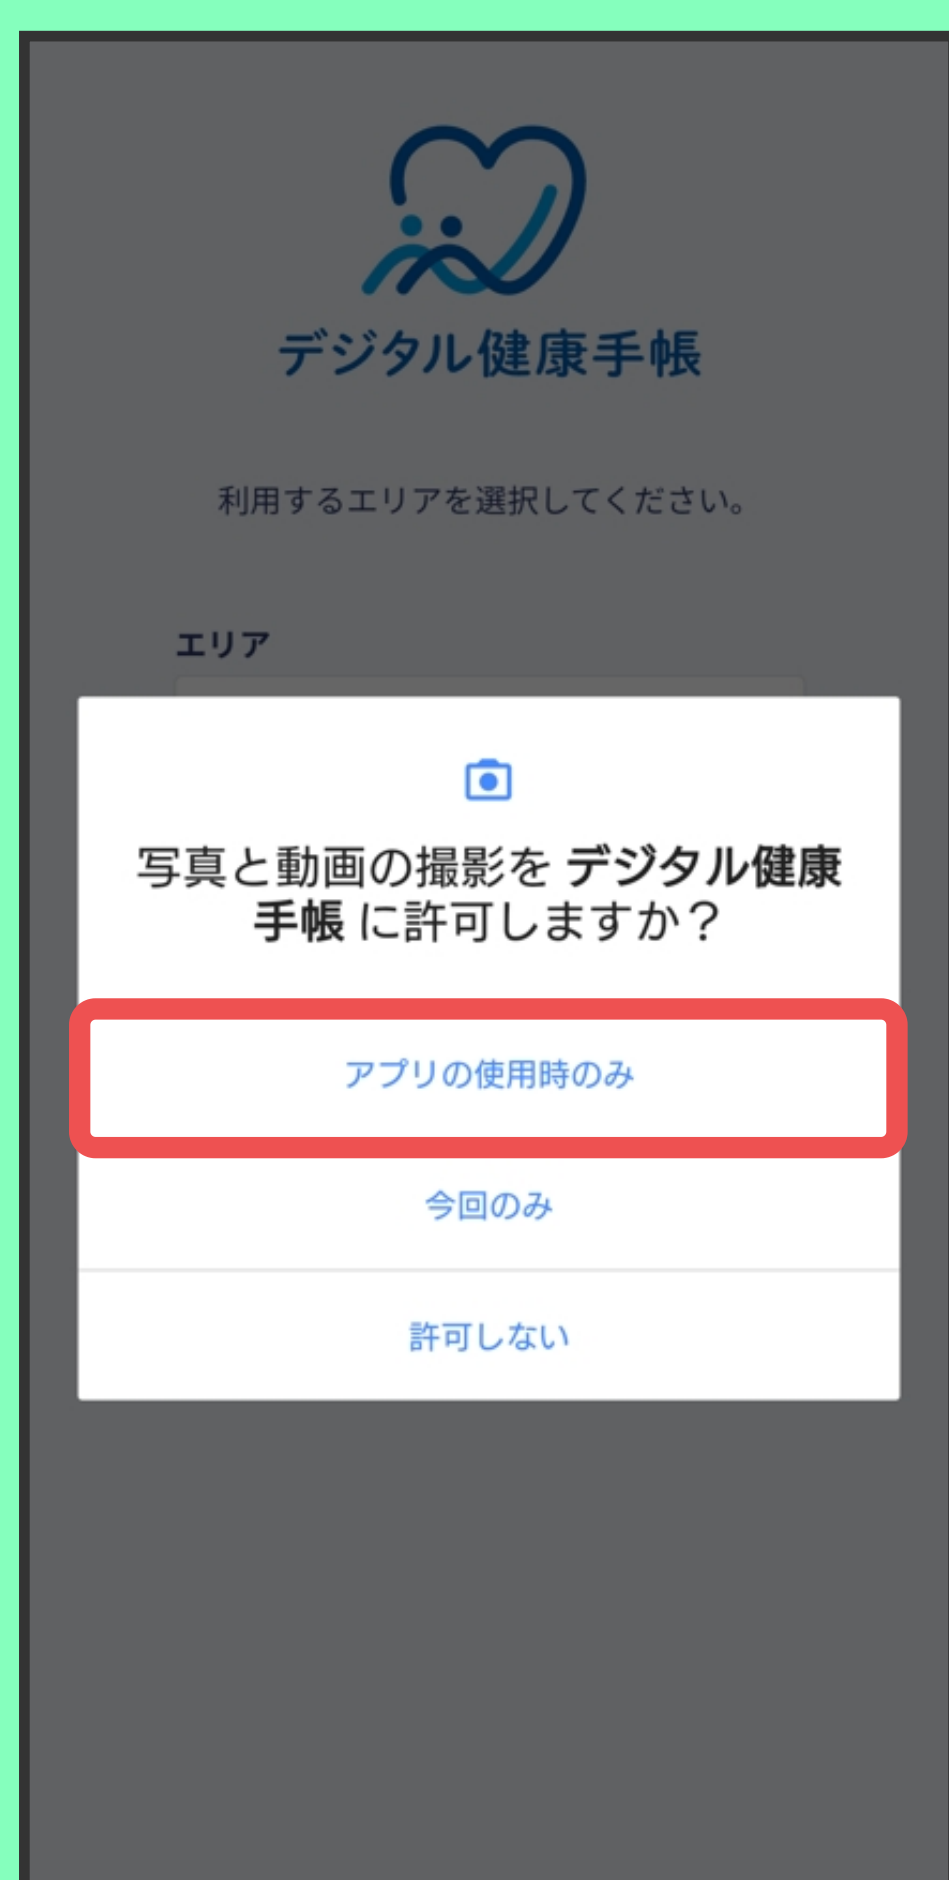 デジタル健康手帳
利用するエリアを選択してください。
エリア
写真と動画の撮影を デジタル健康
手帳 に許可しますか？
アプリの使用時のみ
今回のみ
許可しない